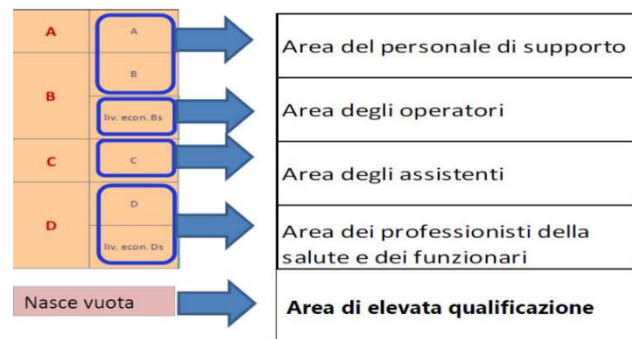 A
A
Area del personale di supporto
B
B
liv. econ. Bs
Area degli operatori
C
C
Area degli assistenti
D
D
liv. econ. Ds
Area dei professionisti della
salute e dei funzionari
Nasce vuota
Area di elevata qualificazione